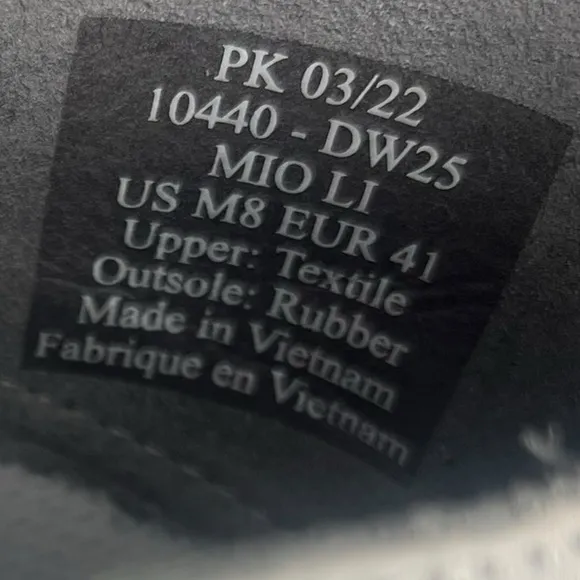 PK 03/22
10440 - DW25
MIO LI
US M8 EUR 41
Upper: Textile
Outsole: Rubber
Made in Vietnam
Fabrique en Vietnam